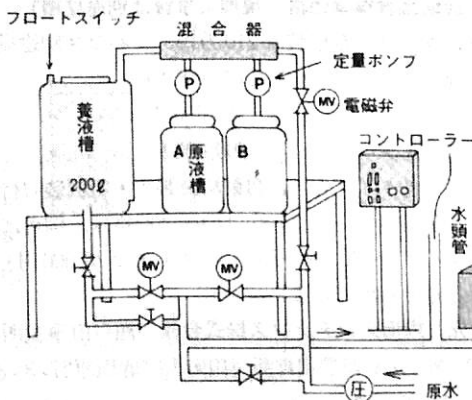 フロートスイッチ
混合器
定量ポンプ
P
P
MV
電磁弁
コントローラー
養液槽
200ℓ
A
原液槽
B
水頭管
MV
MV
圧
原水